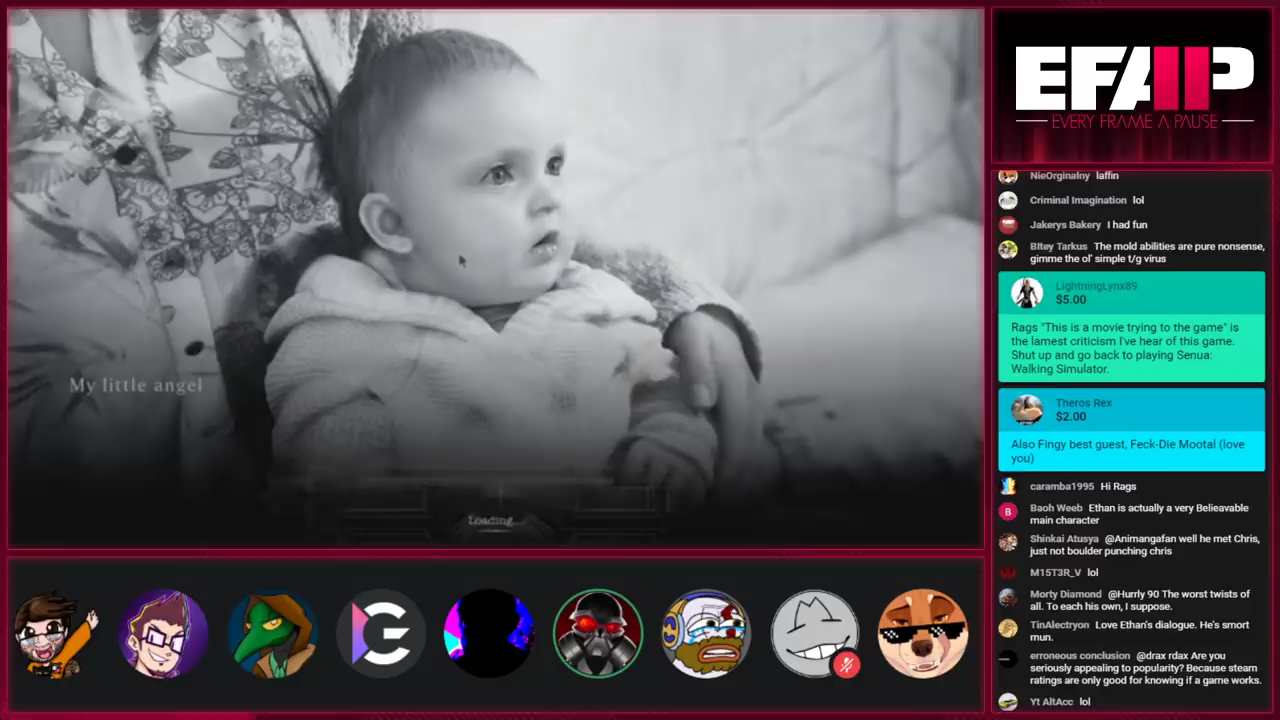 EFAP
EVERY FRAME A PAUSE
My little angel
Loading...
NieOrginalny laffin
Criminal Imagination lol
Jakerys Bakery I had fun
BItey Tarkus The mold abilities are pure nonsense,
gimme the ol' simple t/g virus
LightningLynx89
$5.00
Rags "This is a movie trying to the game" is
the lamest criticism I've hear of this game.
Shut up and go back to playing Senua:
Walking Simulator.
Theros Rex
$2.00
Also Fingy best guest, Feck-Die Mootal (love
you)
caramba1995 Hi Rags
B
Baoh Weeb Ethan is actually a very Belieavable
main character
Shinkai Atusya @Animangafan well he met Chris,
just not boulder punching chris
M15T3R_V lol
Morty Diamond @Hurrly 90 The worst twists of
all. To each his own, I suppose.
TinAlectryon Love Ethan's dialogue. He's smort
mun.
erroneous conclusion @drax rdax Are you
seriously appealing to popularity? Because steam
ratings are only good for knowing if a game works.
Yt AltAcc lol